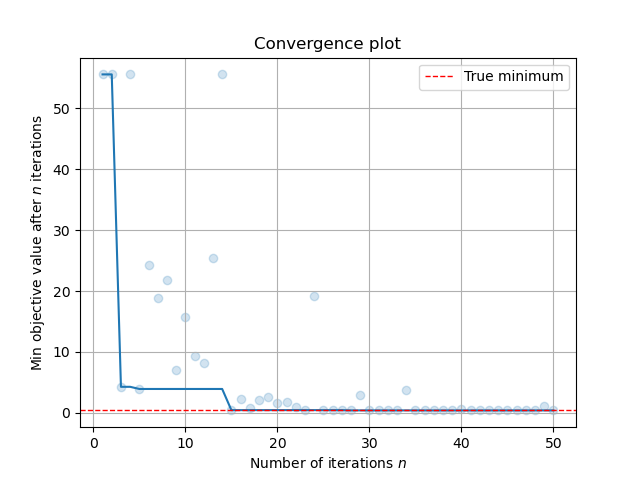 Convergence plot
True minimum
Min objective value after n iterations
50
40
30
20
10
0
0 10 20 30 40 50
Number of iterations n